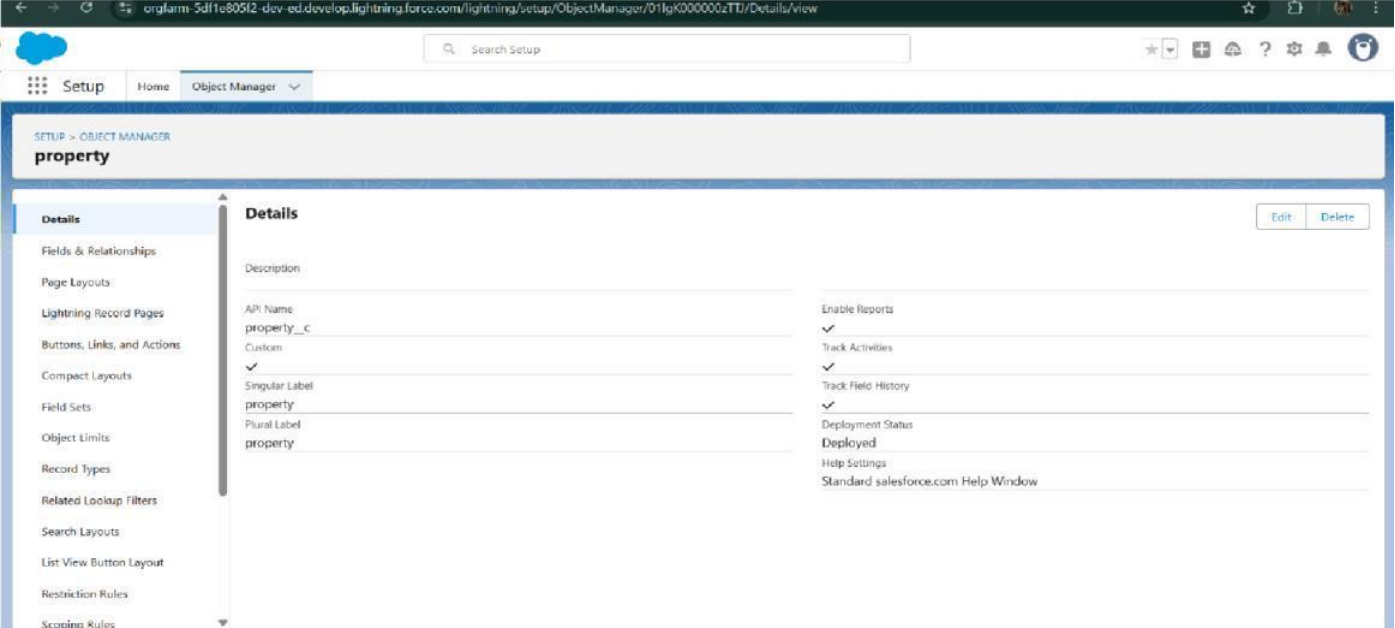 orgfarm-5df1e805f2-dev-ed.develop.lightning.force.com/lightning/setup/ObjectManager/01IgK000000zTTJ/Details/view
Search Setup
Setup Home Object Manager
SETUP > OBJECT MANAGER
property
Details
Fields & Relationships
Page Layouts
Lightning Record Pages
Buttons, Links, and Actions
Compact Layouts
Field Sets
Object Limits
Record Types
Related Lookup Filters
Search Layouts
List View Button Layout
Restriction Rules
Scoping Rules
Details
Edit Delete
Description
API Name
property__c
Custom
Singular Label
property
Plural Label
property
Enable Reports
Track Activities
Track Field History
Deployment Status
Deployed
Help Settings
Standard salesforce.com Help Window